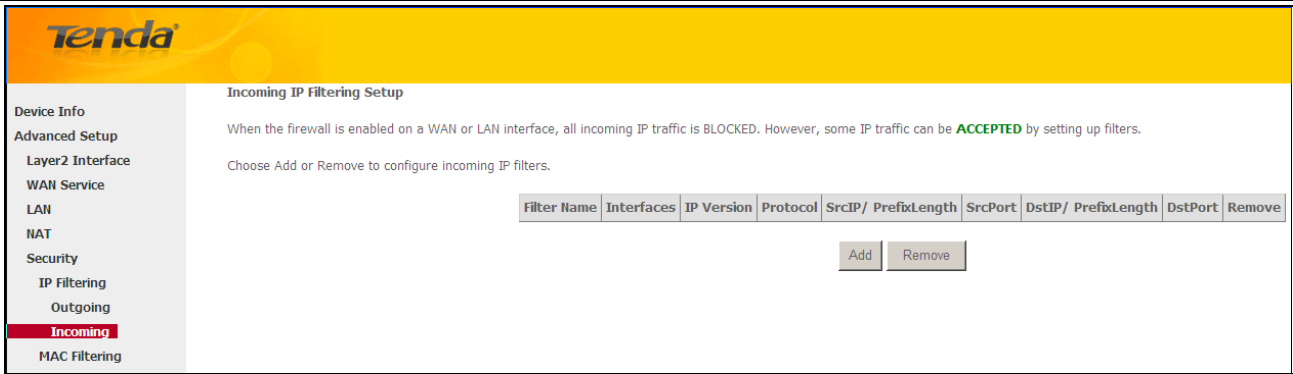 Tenda®
Device Info
Advanced Setup
Layer2 Interface
WAN Service
LAN
NAT
Security
IP Filtering
Outgoing
Incoming
MAC Filtering
Incoming IP Filtering Setup
When the firewall is enabled on a WAN or LAN interface, all incoming IP traffic is BLOCKED. However, some IP traffic can be ACCEPTED by setting up filters.
Choose Add or Remove to configure incoming IP filters.
Filter Name Interfaces IP Version Protocol SrcIP/ PrefixLength SrcPort DstIP/ PrefixLength DstPort Remove
Add Remove